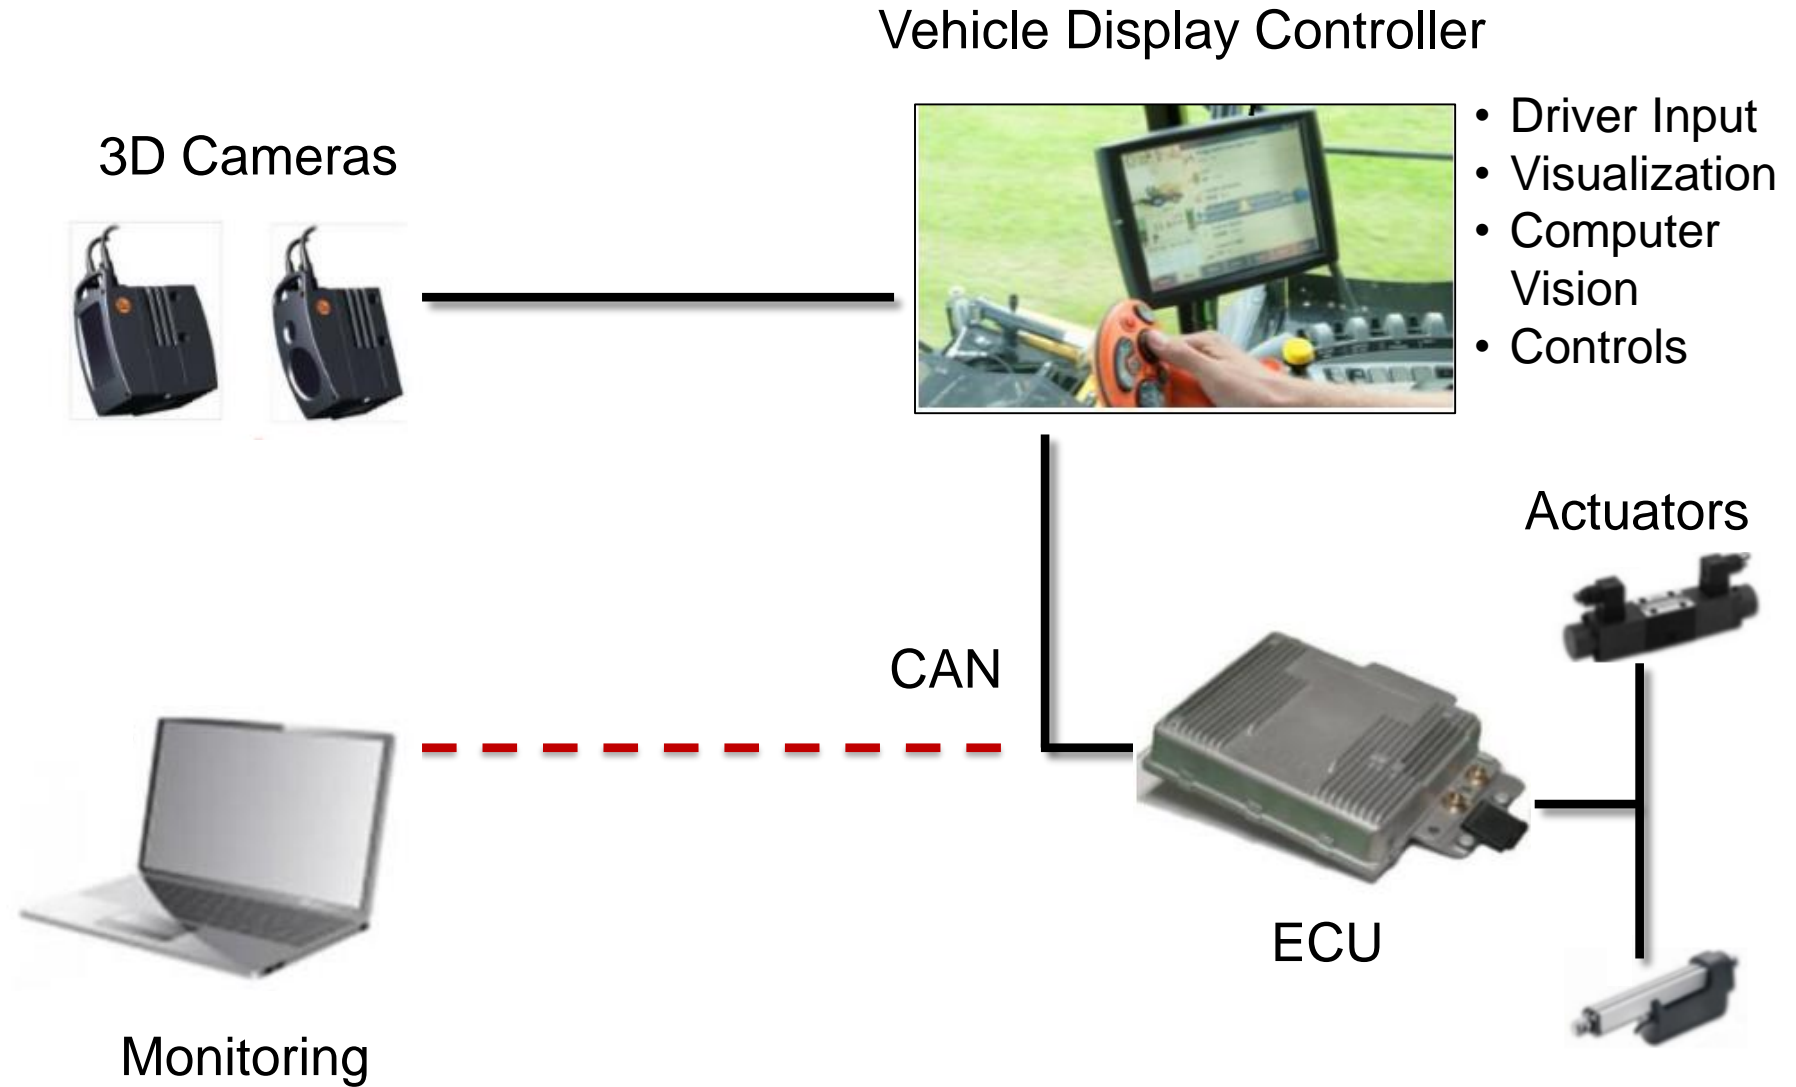 Vehicle Display Controller
3D Cameras
• Driver Input
• Visualization
• Computer
Vision
• Controls
Actuators
CAN
ECU
Monitoring